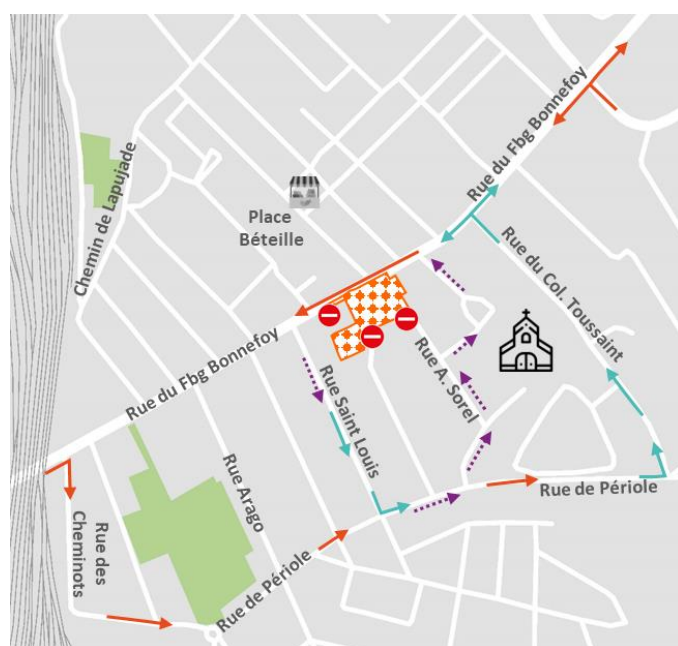 Rue du Fbg Bonnefoy
Chemin de Lapujade
Place
Béteille
Rue du Col. Toussaint
Rue du Fbg Bonnefoy
Rue A. Sorel
Rue Saint Louis
Rue Arago
Rue de Périole
Rue des
Cheminots
Rue de Périole